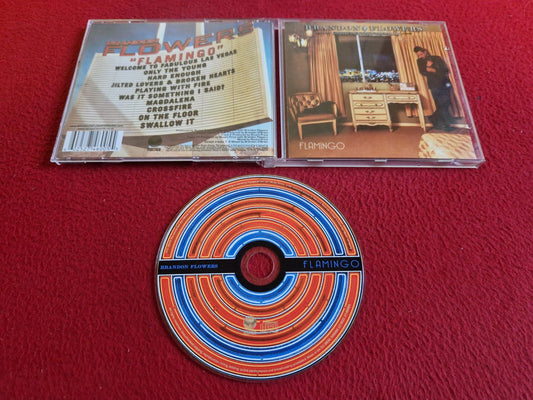 FLOWERS
"FLAMINGO"
WELCOME TO FABULOUS LAS VEGAS
ONLY THE YOUNG
HARD ENOUGH
JILTED LOVERS & BROKEN HEARTS
PLAYING WITH FIRE
WAS IT SOMETHING I SAID?
MAGDALENA
CROSSFIRE
ON THE FLOOR
SWALLOW IT
BRANDON FLOWERS
FLAMINGO
BRANDON FLOWERS
FLAMINGO